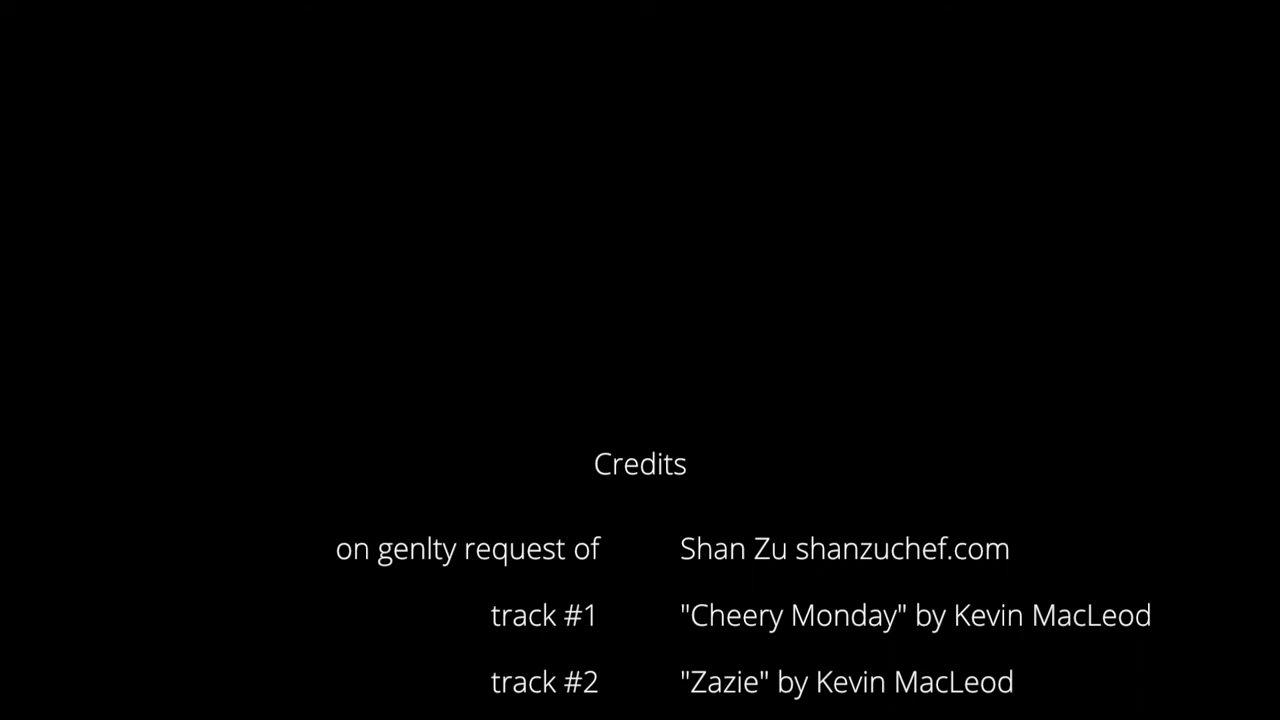 Credits
on genlty request of Shan Zu shanzuchef.com
track #1 "Cheery Monday" by Kevin MacLeod
track #2 "Zazie" by Kevin MacLeod